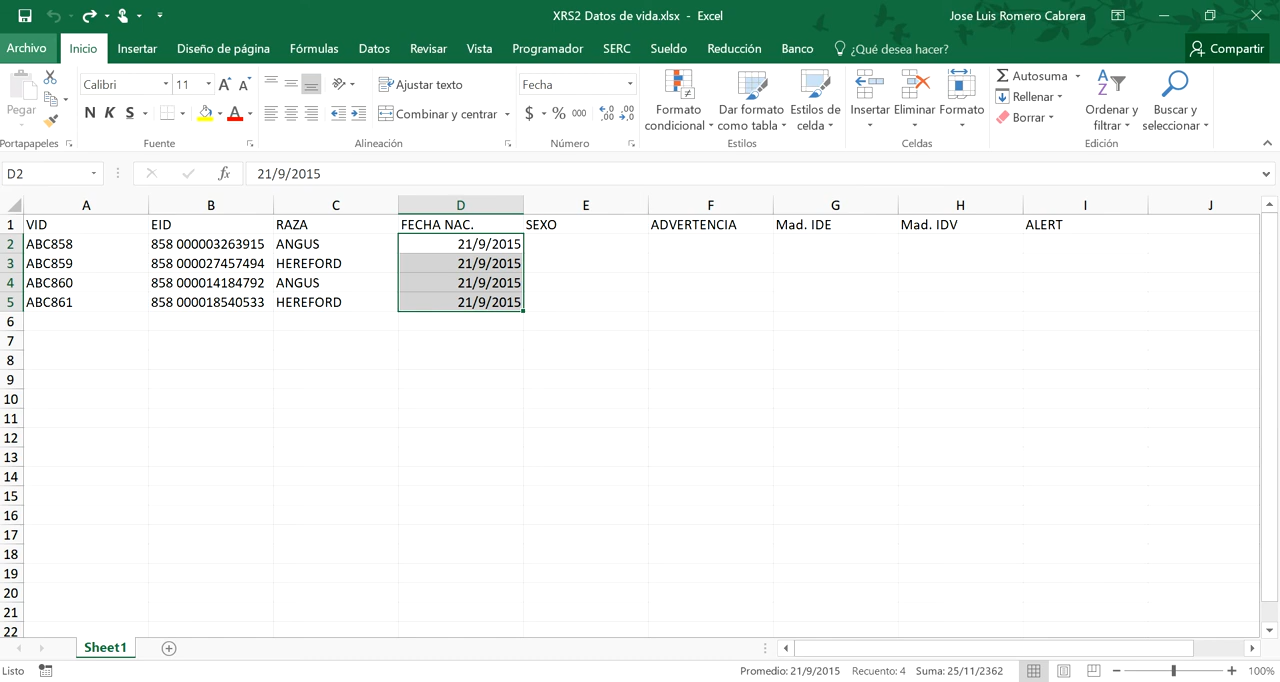 XRS2 Datos de vida.xlsx - Excel
Jose Luis Romero Cabrera
Archivo Inicio Insertar Diseño de página Fórmulas Datos Revisar Vista Programador SERC Sueldo Reducción Banco ¿Qué desea hacer? Compartir
Pegar
Portapapeles
Calibri 11
N K S
Fuente
Ajustar texto
Combinar y centrar
Alineación
Fecha
$ % 000
Número
Formato condicional
Dar formato como tabla
Estilos de celda
Estilos
Insertar Eliminar Formato
Celdas
Autosuma
Rellenar
Borrar
Ordenar y filtrar
Buscar y seleccionar
Edición
D2 fx 21/9/2015
A B C D E F G H I J
1 VID EID RAZA FECHA NAC. SEXO ADVERTENCIA Mad. IDE Mad. IDV ALERT
2 ABC858 858 000003263915 ANGUS 21/9/2015
3 ABC859 858 000027457494 HEREFORD 21/9/2015
4 ABC860 858 000014184792 ANGUS 21/9/2015
5 ABC861 858 000018540533 HEREFORD 21/9/2015
6
7
8
9
10
11
12
13
14
15
16
17
18
19
20
21
22
Sheet1
Listo Promedio: 21/9/2015 Recuento: 4 Suma: 25/11/2362 100%